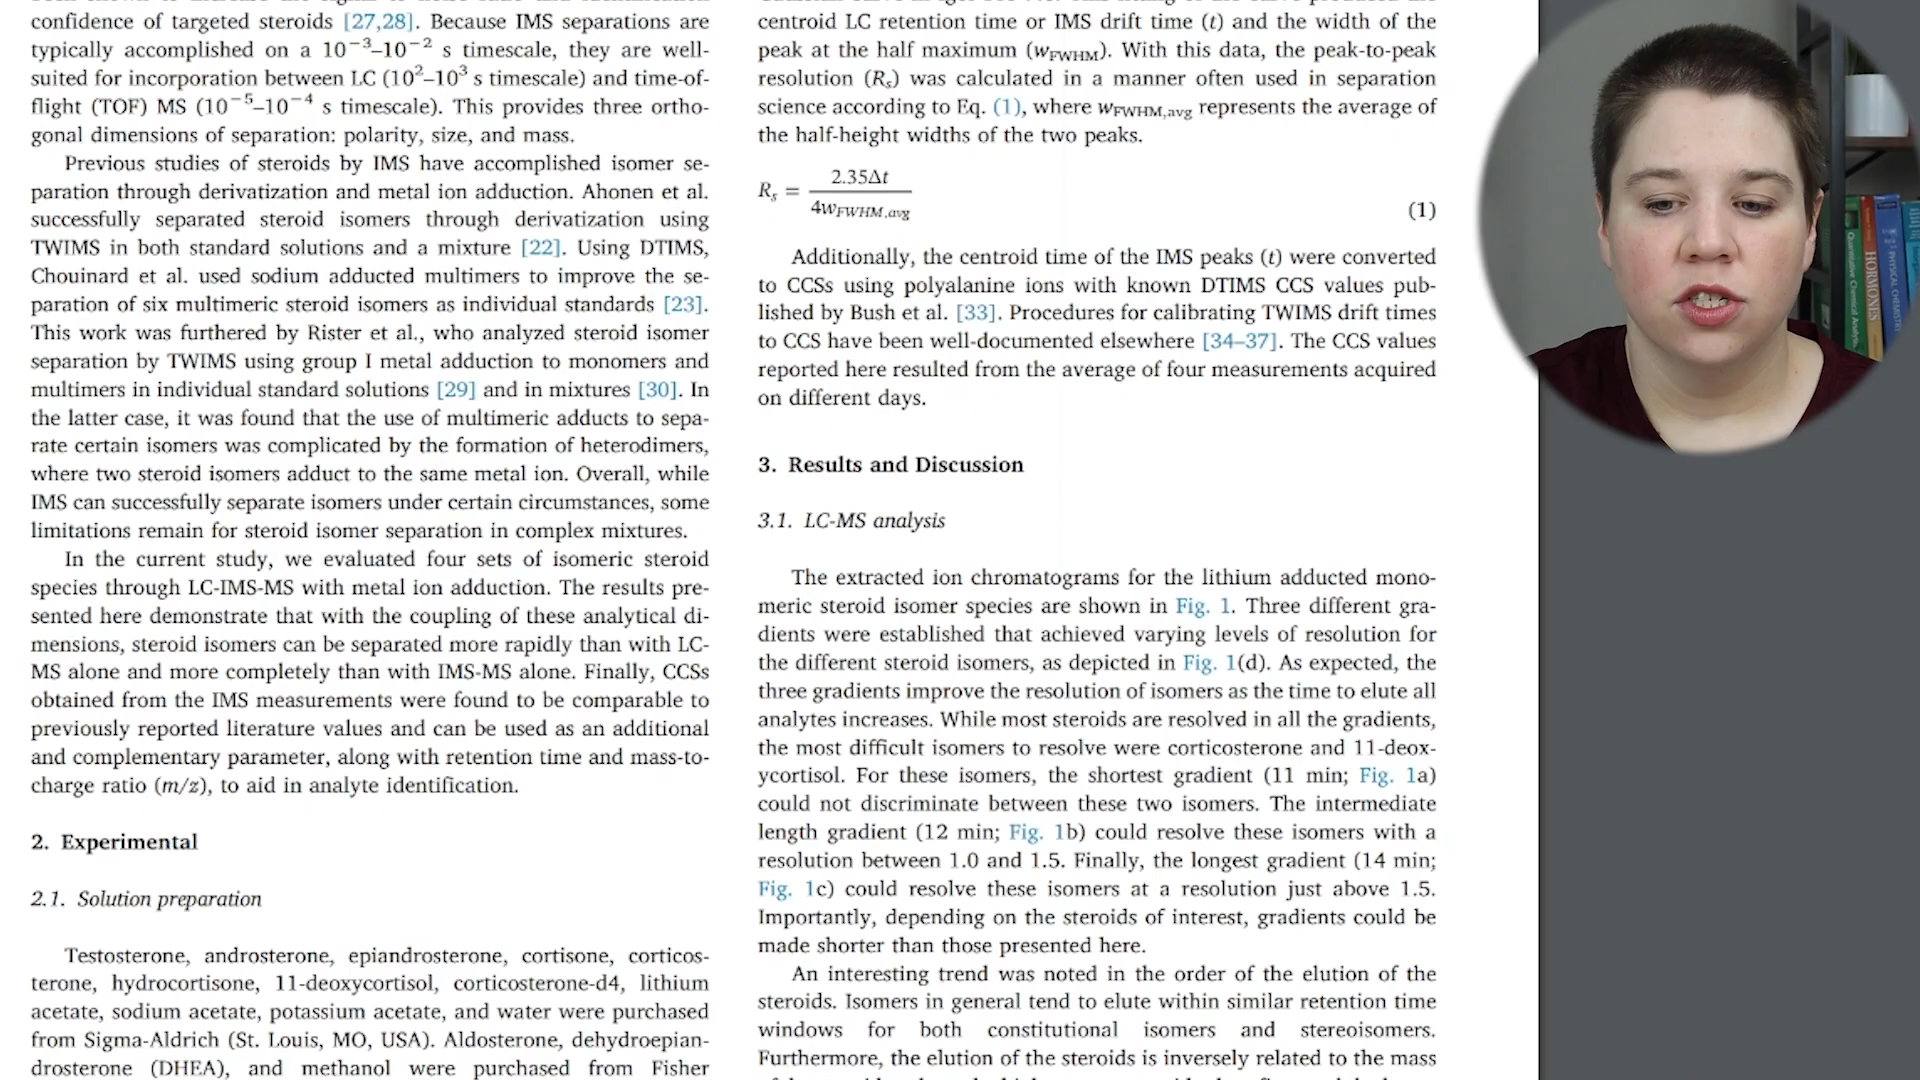 confidence of targeted steroids [27,28]. Because IMS separations are
typically accomplished on a 10−3–10−2 s timescale, they are well-
suited for incorporation between LC (102–103 s timescale) and time-of-
flight (TOF) MS (10−5–10−4 s timescale). This provides three ortho-
gonal dimensions of separation: polarity, size, and mass.
Previous studies of steroids by IMS have accomplished isomer se-
paration through derivatization and metal ion adduction. Ahonen et al.
successfully separated steroid isomers through derivatization using
TWIMS in both standard solutions and a mixture [22]. Using DTIMS,
Chouinard et al. used sodium adducted multimers to improve the se-
paration of six multimeric steroid isomers as individual standards [23].
This work was furthered by Rister et al., who analyzed steroid isomer
separation by TWIMS using group I metal adduction to monomers and
multimers in individual standard solutions [29] and in mixtures [30]. In
the latter case, it was found that the use of multimeric adducts to sepa-
rate certain isomers was complicated by the formation of heterodimers,
where two steroid isomers adduct to the same metal ion. Overall, while
IMS can successfully separate isomers under certain circumstances, some
limitations remain for steroid isomer separation in complex mixtures.
In the current study, we evaluated four sets of isomeric steroid
species through LC-IMS-MS with metal ion adduction. The results pre-
sented here demonstrate that with the coupling of these analytical di-
mensions, steroid isomers can be separated more rapidly than with LC-
MS alone and more completely than with IMS-MS alone. Finally, CCSs
obtained from the IMS measurements were found to be comparable to
previously reported literature values and can be used as an additional
and complementary parameter, along with retention time and mass-to-
charge ratio (m/z), to aid in analyte identification.
2. Experimental
2.1. Solution preparation
Testosterone, androsterone, epiandrosterone, cortisone, corticos-
terone, hydrocortisone, 11-deoxycortisol, corticosterone-d4, lithium
acetate, sodium acetate, potassium acetate, and water were purchased
from Sigma-Aldrich (St. Louis, MO, USA). Aldosterone, dehydroepian-
drosterone (DHEA), and methanol were purchased from Fisher
centroid LC retention time or IMS drift time (t) and the width of the
peak at the half maximum (wFWHM). With this data, the peak-to-peak
resolution (Rs) was calculated in a manner often used in separation
science according to Eq. (1), where wFWHM,avg represents the average of
the half-height widths of the two peaks.
Rs = 2.35Δt / 4wFWHM,avg (1)
Additionally, the centroid time of the IMS peaks (t) were converted
to CCSs using polyalanine ions with known DTIMS CCS values pub-
lished by Bush et al. [33]. Procedures for calibrating TWIMS drift times
to CCS have been well-documented elsewhere [34–37]. The CCS values
reported here resulted from the average of four measurements acquired
on different days.
3. Results and Discussion
3.1. LC-MS analysis
The extracted ion chromatograms for the lithium adducted mono-
meric steroid isomer species are shown in Fig. 1. Three different gra-
dients were established that achieved varying levels of resolution for
the different steroid isomers, as depicted in Fig. 1(d). As expected, the
three gradients improve the resolution of isomers as the time to elute all
analytes increases. While most steroids are resolved in all the gradients,
the most difficult isomers to resolve were corticosterone and 11-deox-
ycortisol. For these isomers, the shortest gradient (11 min; Fig. 1a)
could not discriminate between these two isomers. The intermediate
length gradient (12 min; Fig. 1b) could resolve these isomers with a
resolution between 1.0 and 1.5. Finally, the longest gradient (14 min;
Fig. 1c) could resolve these isomers at a resolution just above 1.5.
Importantly, depending on the steroids of interest, gradients could be
made shorter than those presented here.
An interesting trend was noted in the order of the elution of the
steroids. Isomers in general tend to elute within similar retention time
windows for both constitutional isomers and stereoisomers.
Furthermore, the elution of the steroids is inversely related to the mass
Quantitative Chemical Analysis
HORMONES
PHYSICAL CHEMISTRY